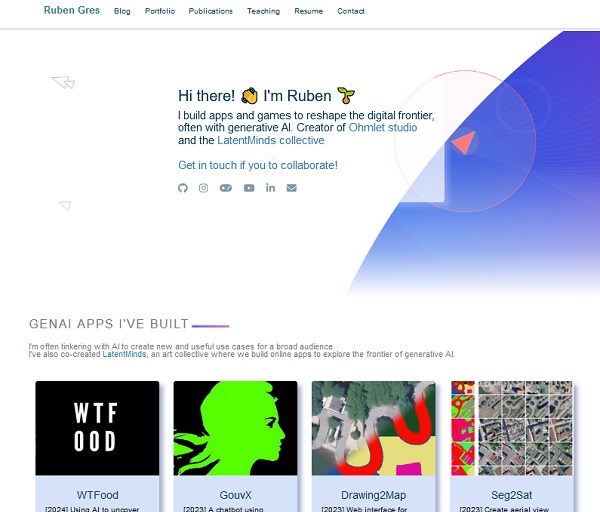 Ruben Gres Blog Portfolio Publications Teaching Resume Contact
Hi there! 👏 I'm Ruben 🌱
I build apps and games to reshape the digital frontier,
often with generative AI. Creator of Ohmlet studio
and the LatentMinds collective
Get in touch if you to collaborate!
GENAI APPS I'VE BUILT
I'm often tinkering with AI to create new and useful use cases for a broad audience.
I've also co-created LatentMinds, an art collective where we build online apps to explore the frontier of generative AI.
WTF
OOD
WTFood GouvX Drawing2Map Seg2Sat
[2024] Using AI to uncover [2023] A chatbot using [2023] Web interface for [2023] Create aerial view